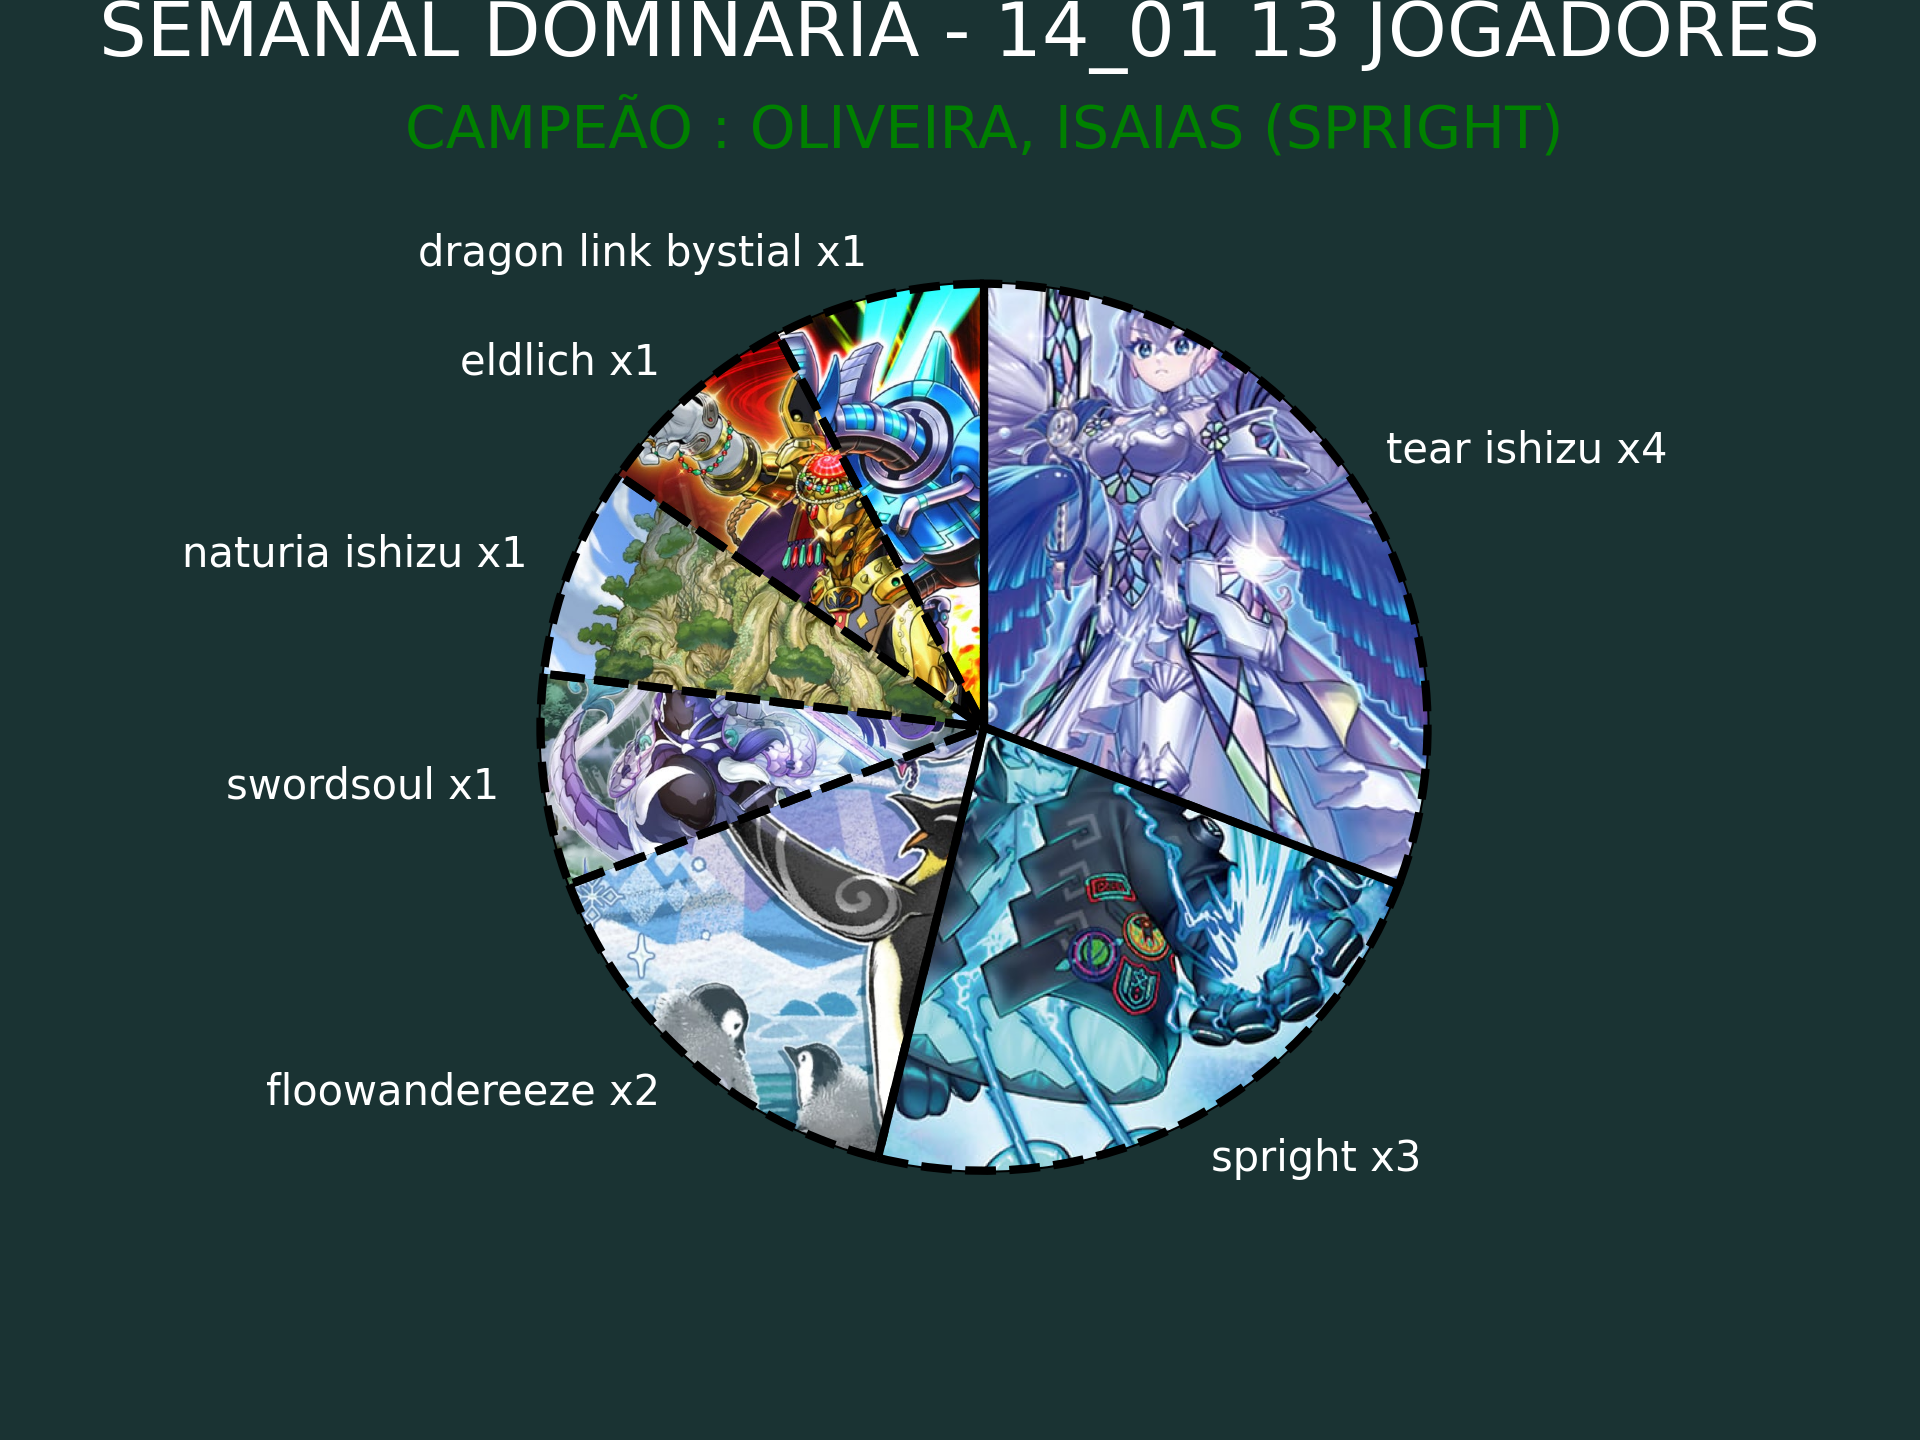 SEMANAL DOMINARIA - 14_01 13 JOGADORES
CAMPEÃO : OLIVEIRA, ISAIAS (SPRIGHT)
dragon link bystial x1
eldlich x1
tear ishizu x4
naturia ishizu x1
swordsoul x1
floowandereeze x2
spright x3